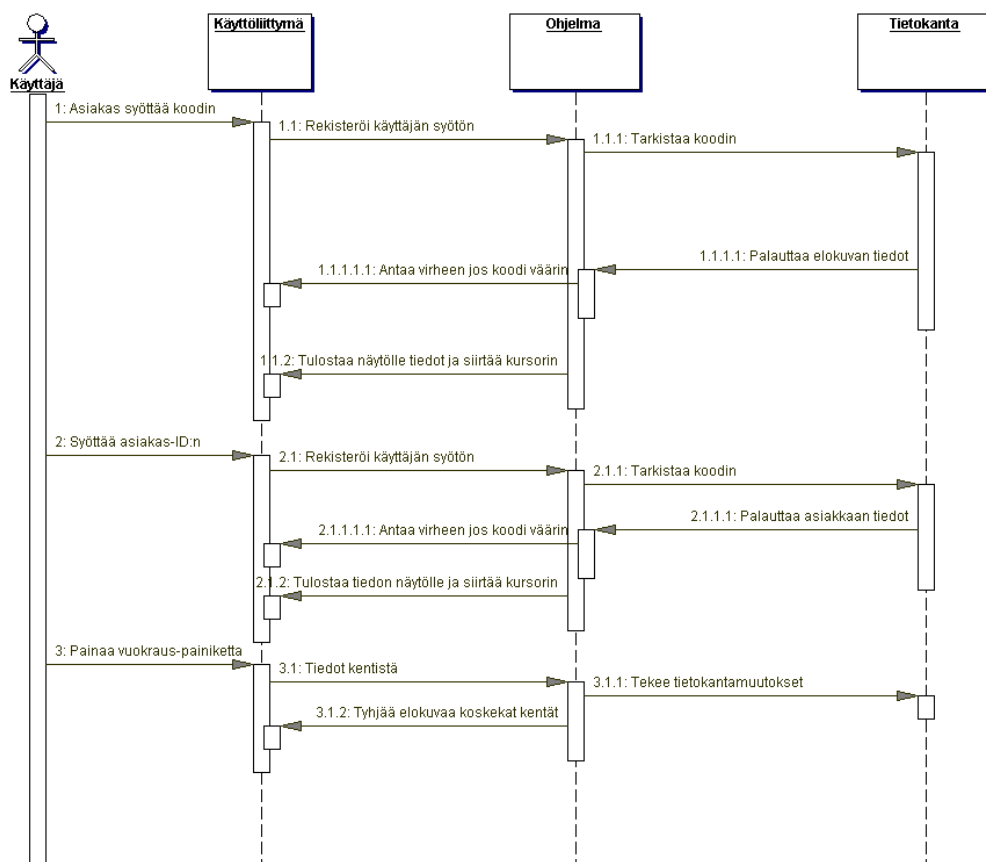 Käyttöliittymä
Ohjelma
Tietokanta
Käyttäjä
1: Asiakas syöttää koodin
1.1: Rekisteröi käyttäjän syötön
1.1.1: Tarkistaa koodin
1.1.1.1: Palauttaa elokuvan tiedot
1.1.1.1.1: Antaa virheen jos koodi väärin
1.1.2: Tulostaa näytölle tiedot ja siirtää kursorin
2: Syöttää asiakas-ID:n
2.1: Rekisteröi käyttäjän syötön
2.1.1: Tarkistaa koodin
2.1.1.1: Palauttaa asiakkaan tiedot
2.1.1.1.1: Antaa virheen jos koodi väärin
2.1.2: Tulostaa tiedon näytölle ja siirtää kursorin
3: Painaa vuokraus-painiketta
3.1: Tiedot kentistä
3.1.1: Tekee tietokantamuutokset
3.1.2: Tyhjää elokuvaa koskekat kentät